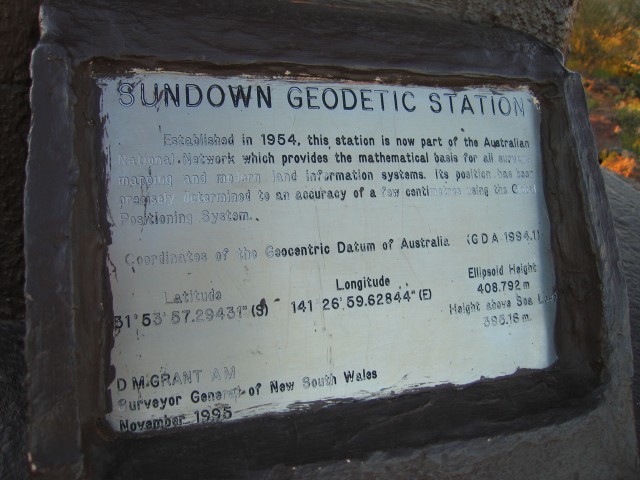 SUNDOWN GEODETIC STATION
Established in 1954, this station is now part of the Australian
National Network which provides the mathematical basis for all survey,
mapping and modern land information systems. Its position has been
precisely determined to an accuracy of a few centimetres using the Global
Positioning System.
Coordinates of the Geocentric Datum of Australia (GDA 1994.1)
Latitude Longitude Ellipsoid Height
31°53'57.29431" (S) 141 26'59.62844" (E) 408.792 m
Height above Sea Level
395.16 m.
D M GRANT AM
Surveyor General of New South Wales
November 1995